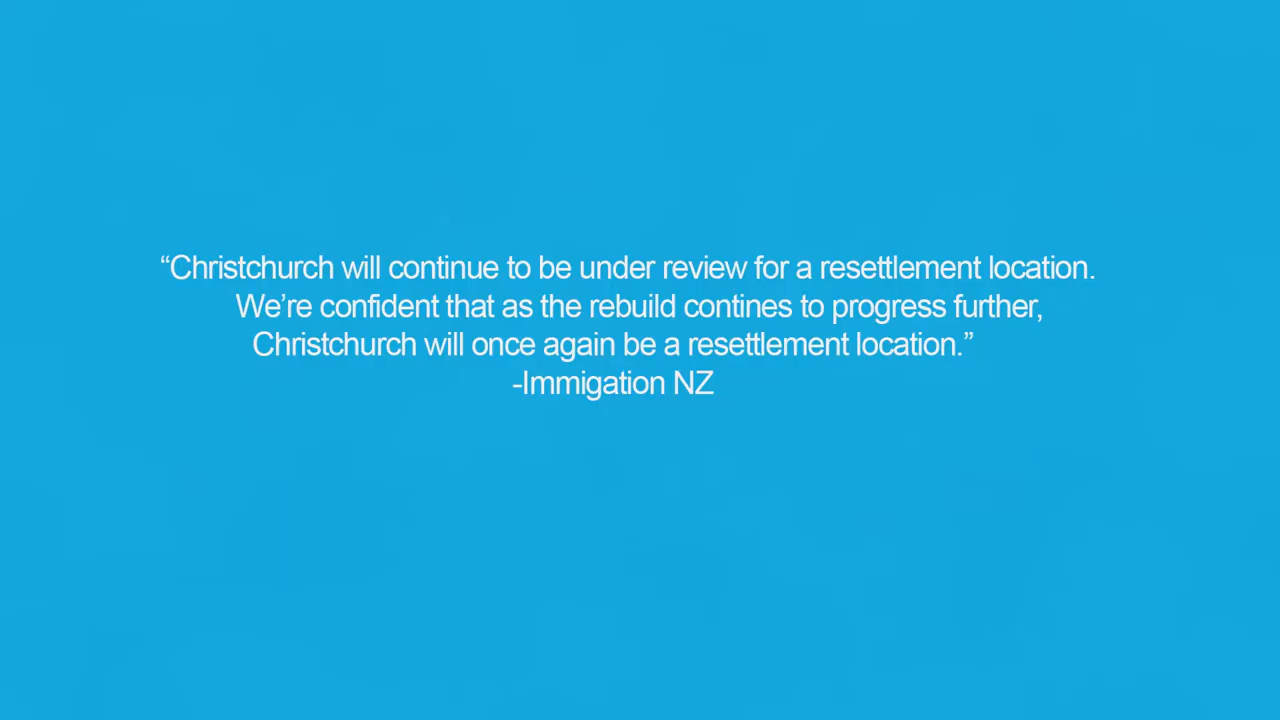 “Christchurch will continue to be under review for a resettlement location.
We’re confident that as the rebuild contines to progress further,
Christchurch will once again be a resettlement location.”
-Immigation NZ